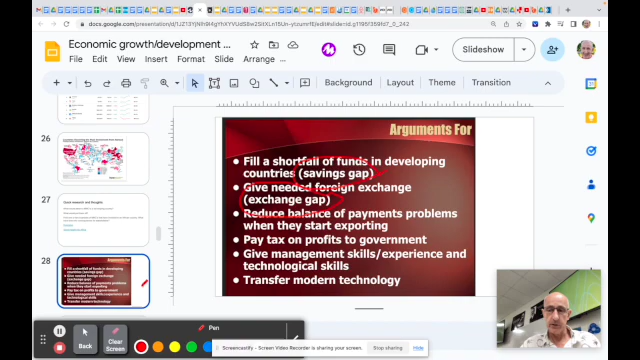 docs.google.com/presentation/d/1JZT3YjNlh9I4gYhXYVUdS8w2SitXLn1Un-ytzumrffE/edit#slide=id.g1195f359fd7_0_242
Economic growth/development ...
File Edit View Insert Format Slide Arrange
Slideshow
Background Layout Theme Transition
26
27
28
Arguments For
• Fill a shortfall of funds in developing
countries (savings gap)
• Give needed foreign exchange
(exchange gap)
• Reduce balance of payments problems
when they start exporting
• Pay tax on profits to government
• Give management skills/experience and
technological skills
• Transfer modern technology
Pen
Back
Clear
Screen
Screencastify - Screen Video Recorder is sharing your screen.
Stop sharing
Hide